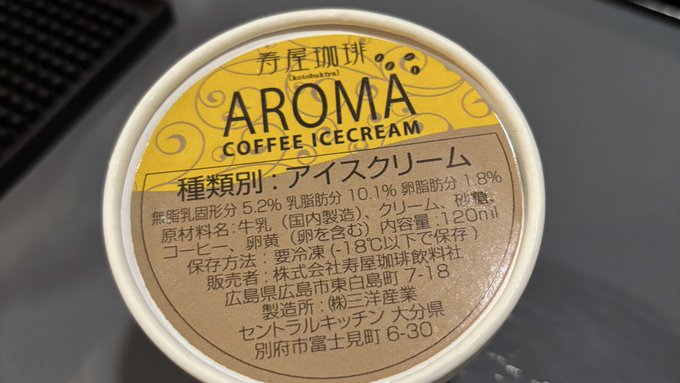 寿屋珈琲
[kotobukiya]
AROMA
COFFEE ICECREAM
種類別：アイスクリーム
無脂乳固形分 5.2% 乳脂肪分 10.1% 卵脂肪分 1.8%
原材料名：牛乳（国内製造）、クリーム、砂糖、
コーヒー、卵黄（卵を含む）内容量：120ml
保存方法：要冷凍（-18℃以下で保存）
販売者：株式会社寿屋珈琲飲料社
広島県広島市東白島町 7-18
製造所：㈱三洋産業
セントラルキッチン 大分県
別府市富士見町 6-30